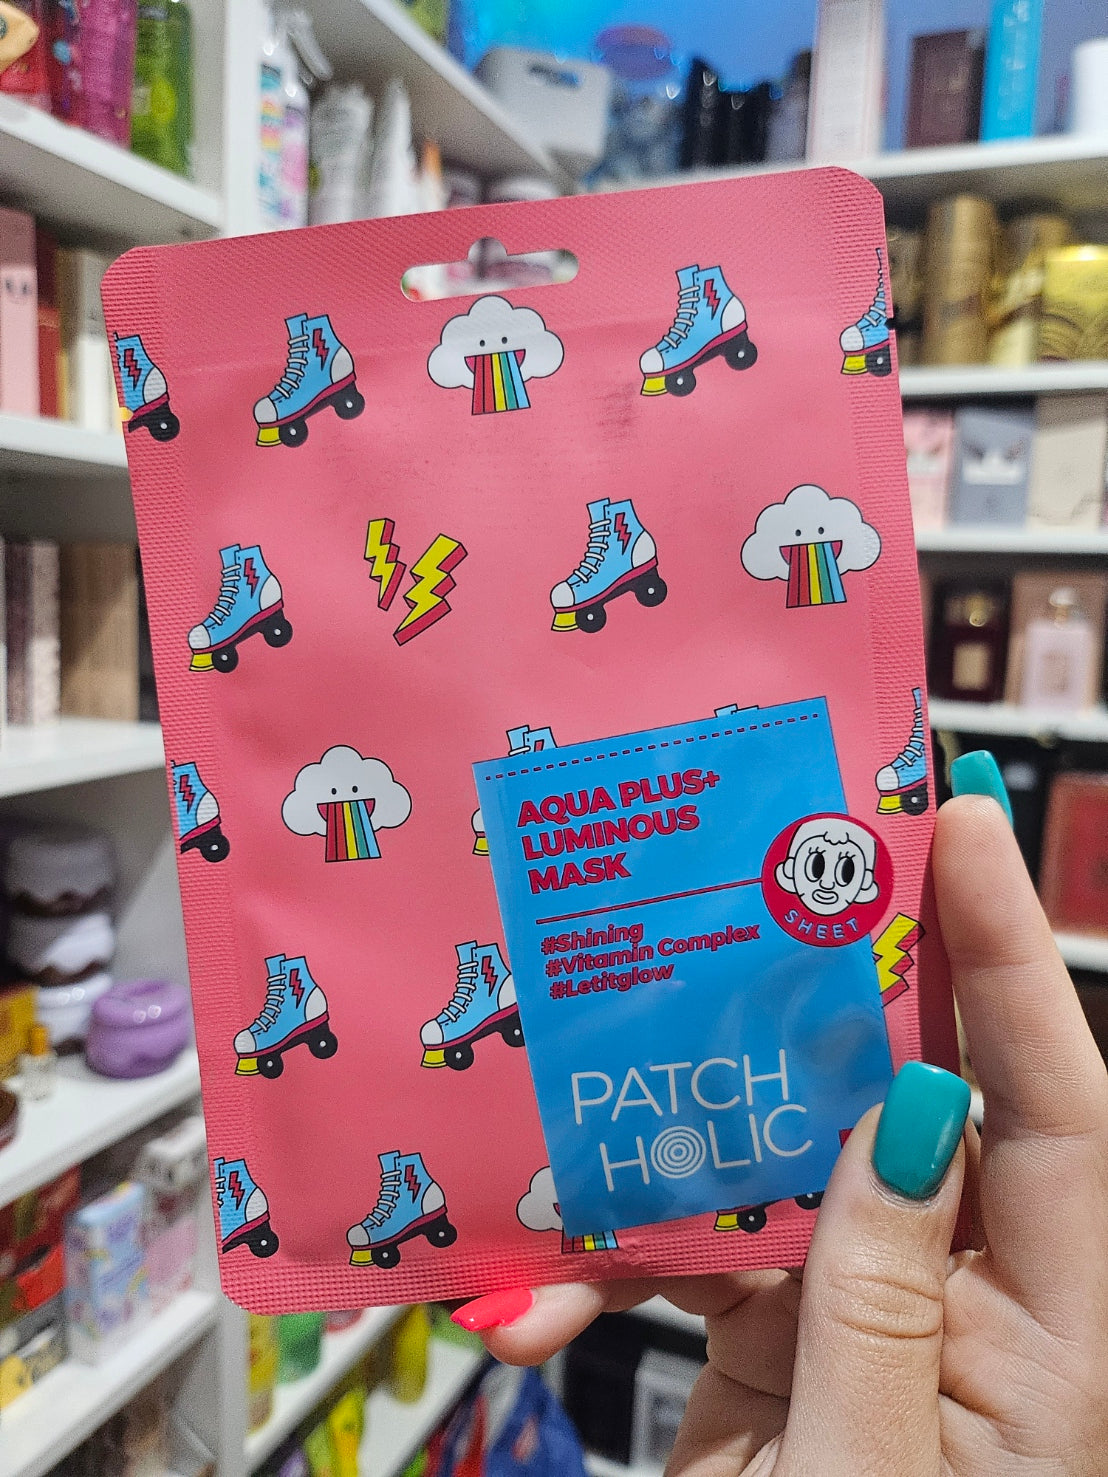 AQUA PLUS+
LUMINOUS
MASK
#Shining
#Vitamin Complex
#Letitglow
SHEET
PATCH
HOLIC